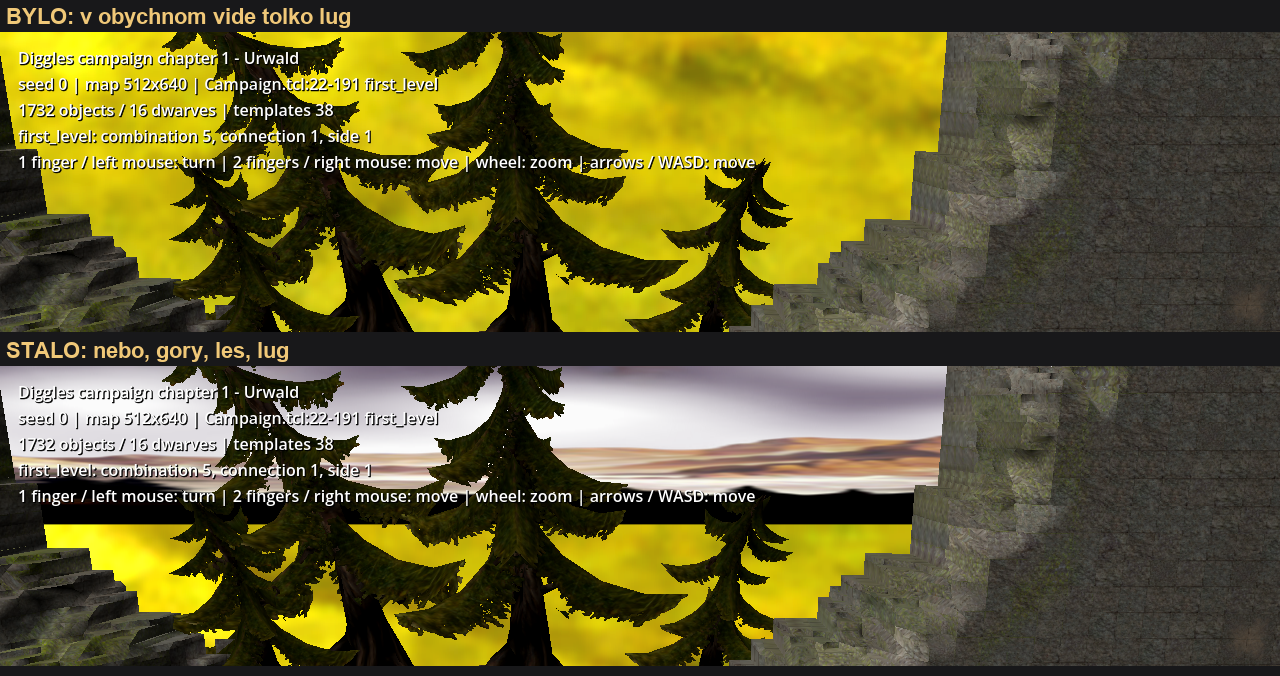 BYLO: v obychnom vide tolko lug
Diggles campaign chapter 1 - Urwald
seed 0 | map 512x640 | Campaign.tcl:22-191 first_level
1732 objects / 16 dwarves | templates 38
first_level: combination 5, connection 1, side 1
1 finger / left mouse: turn | 2 fingers / right mouse: move | wheel: zoom | arrows / WASD: move
STALO: nebo, gory, les, lug
Diggles campaign chapter 1 - Urwald
seed 0 | map 512x640 | Campaign.tcl:22-191 first_level
1732 objects / 16 dwarves | templates 38
first_level: combination 5, connection 1, side 1
1 finger / left mouse: turn | 2 fingers / right mouse: move | wheel: zoom | arrows / WASD: move